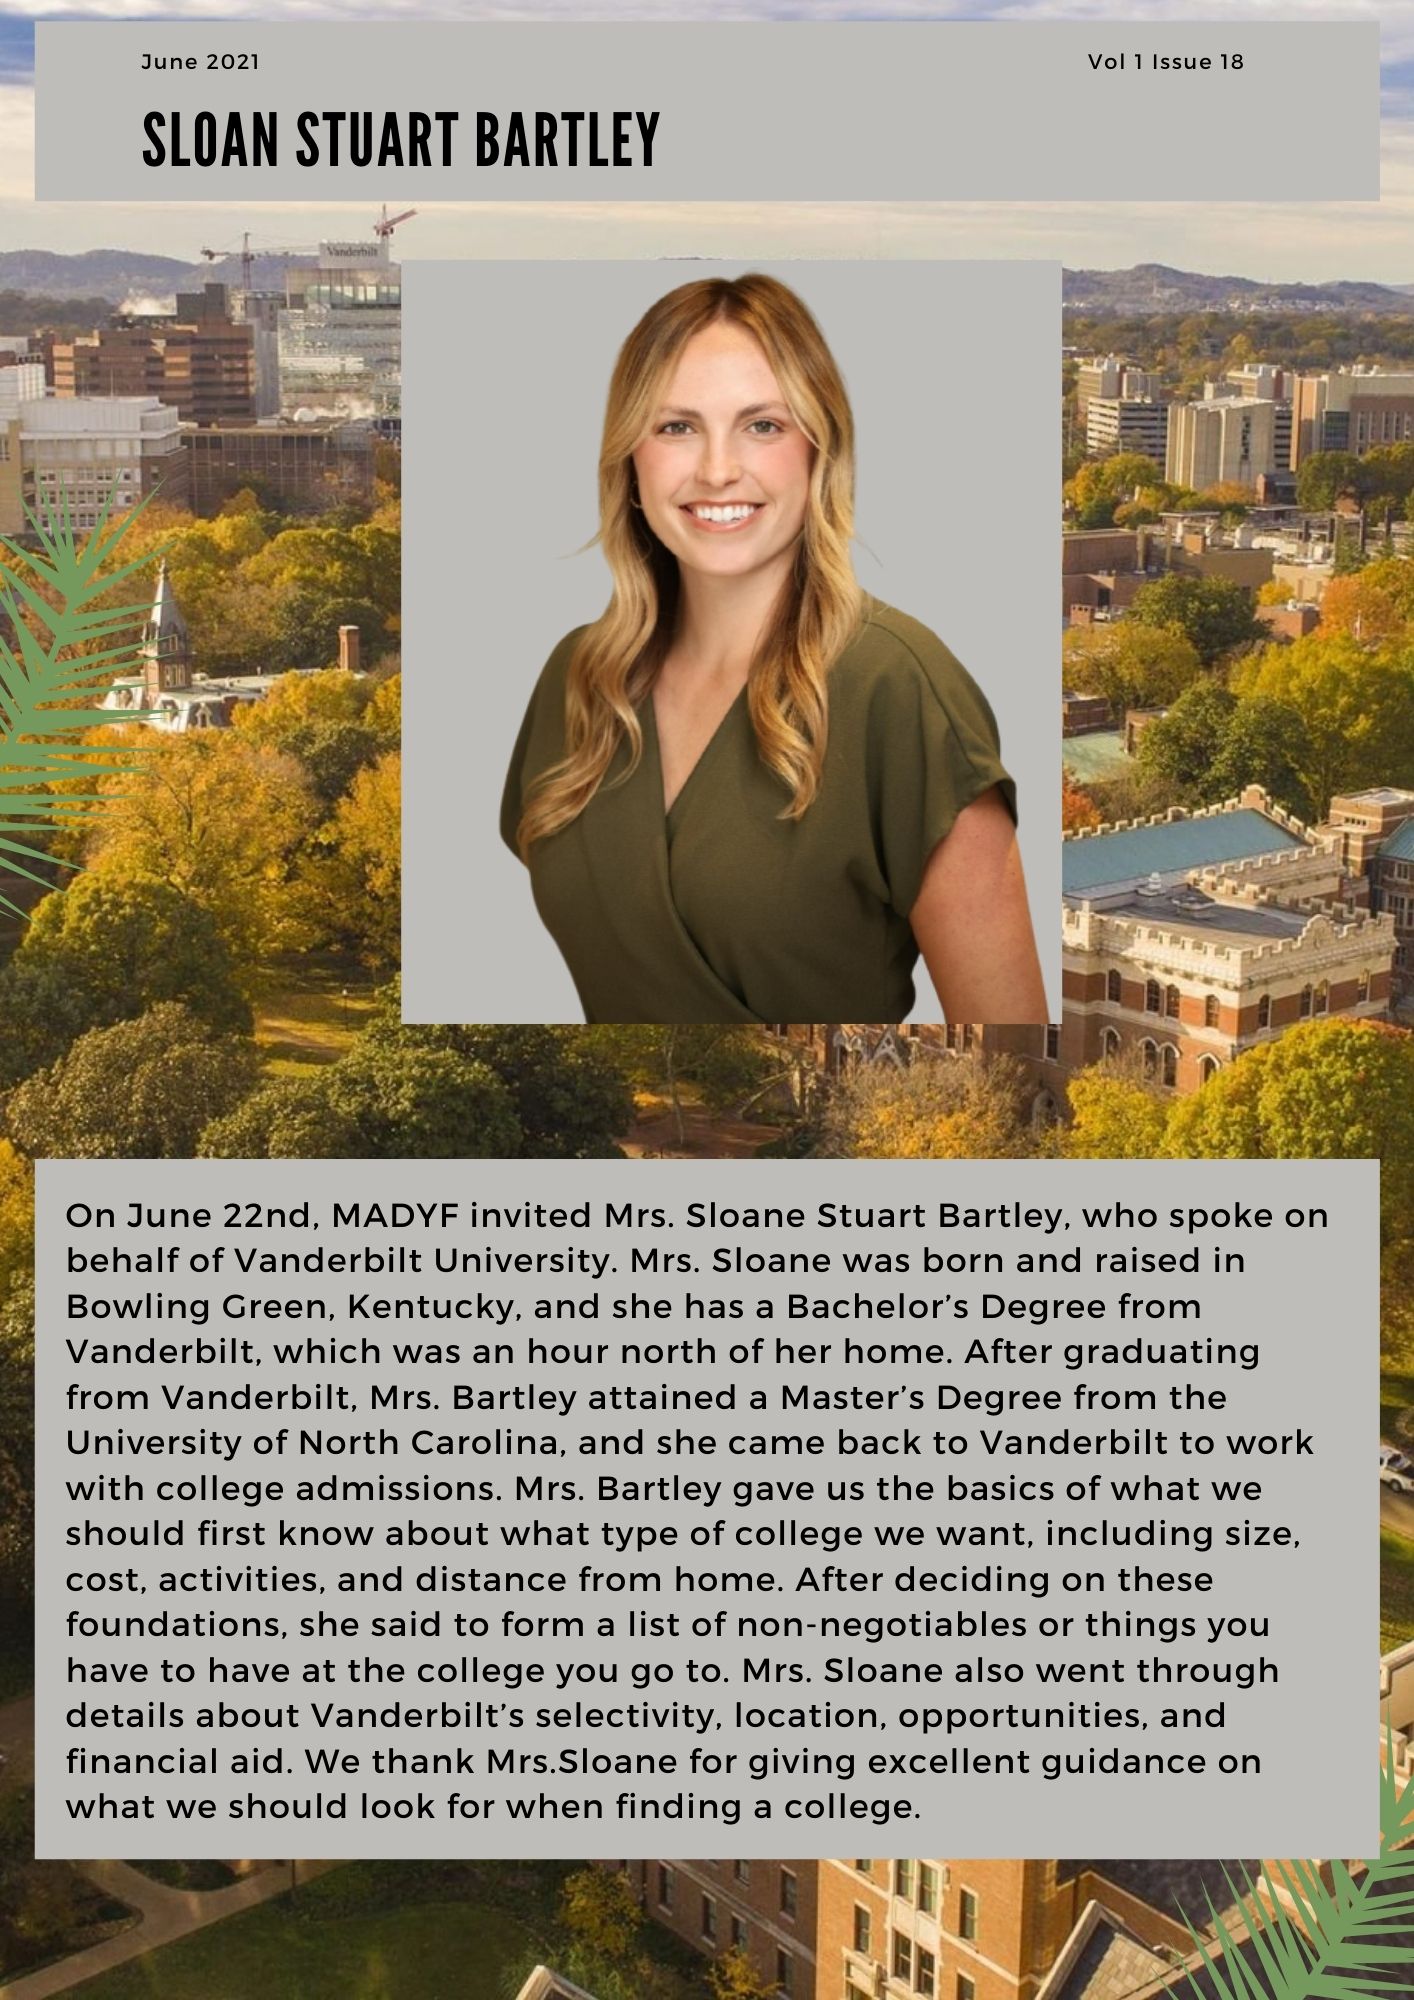 June 2021
Vol 1 Issue 18
SLOAN STUART BARTLEY
Vanderbilt
On June 22nd, MADYF invited Mrs. Sloane Stuart Bartley, who spoke on
behalf of Vanderbilt University. Mrs. Sloane was born and raised in
Bowling Green, Kentucky, and she has a Bachelor’s Degree from
Vanderbilt, which was an hour north of her home. After graduating
from Vanderbilt, Mrs. Bartley attained a Master’s Degree from the
University of North Carolina, and she came back to Vanderbilt to work
with college admissions. Mrs. Bartley gave us the basics of what we
should first know about what type of college we want, including size,
cost, activities, and distance from home. After deciding on these
foundations, she said to form a list of non-negotiables or things you
have to have at the college you go to. Mrs. Sloane also went through
details about Vanderbilt’s selectivity, location, opportunities, and
financial aid. We thank Mrs.Sloane for giving excellent guidance on
what we should look for when finding a college.